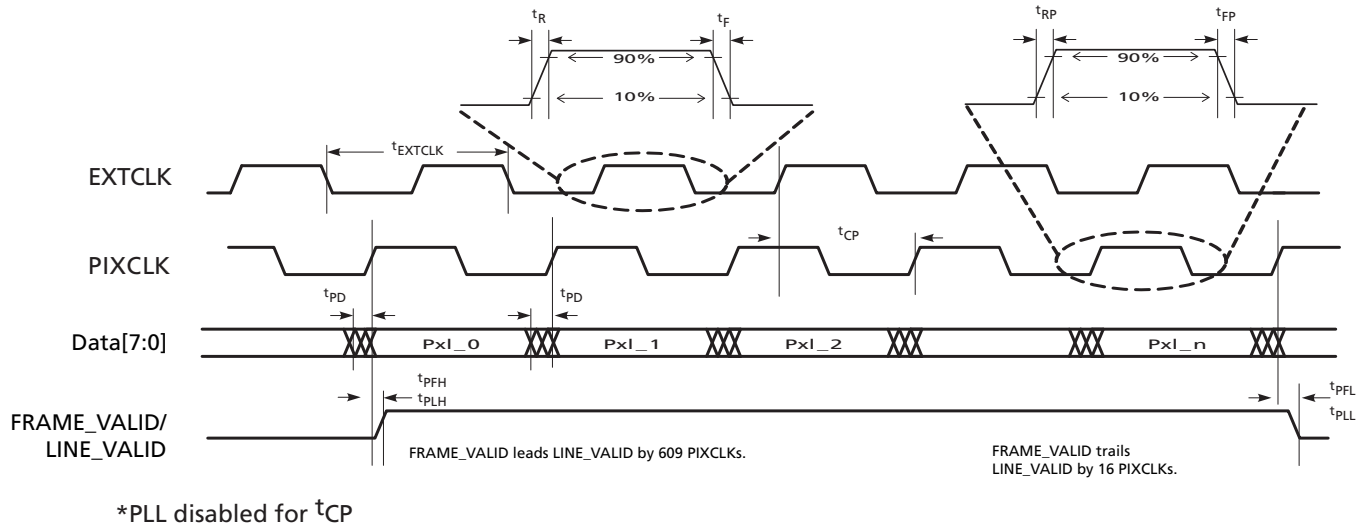 tR
tF
tRP
tFP
90%
90%
10%
10%
tEXTCLK
EXTCLK
tCP
PIXCLK
tPD
tPD
Data[7:0]
Pxl_0
Pxl_1
Pxl_2
Pxl_n
tPFH
tPLH
tPFL
tPLL
FRAME_VALID/
LINE_VALID
FRAME_VALID leads LINE_VALID by 609 PIXCLKs.
FRAME_VALID trails
LINE_VALID by 16 PIXCLKs.
*PLL disabled for tCP